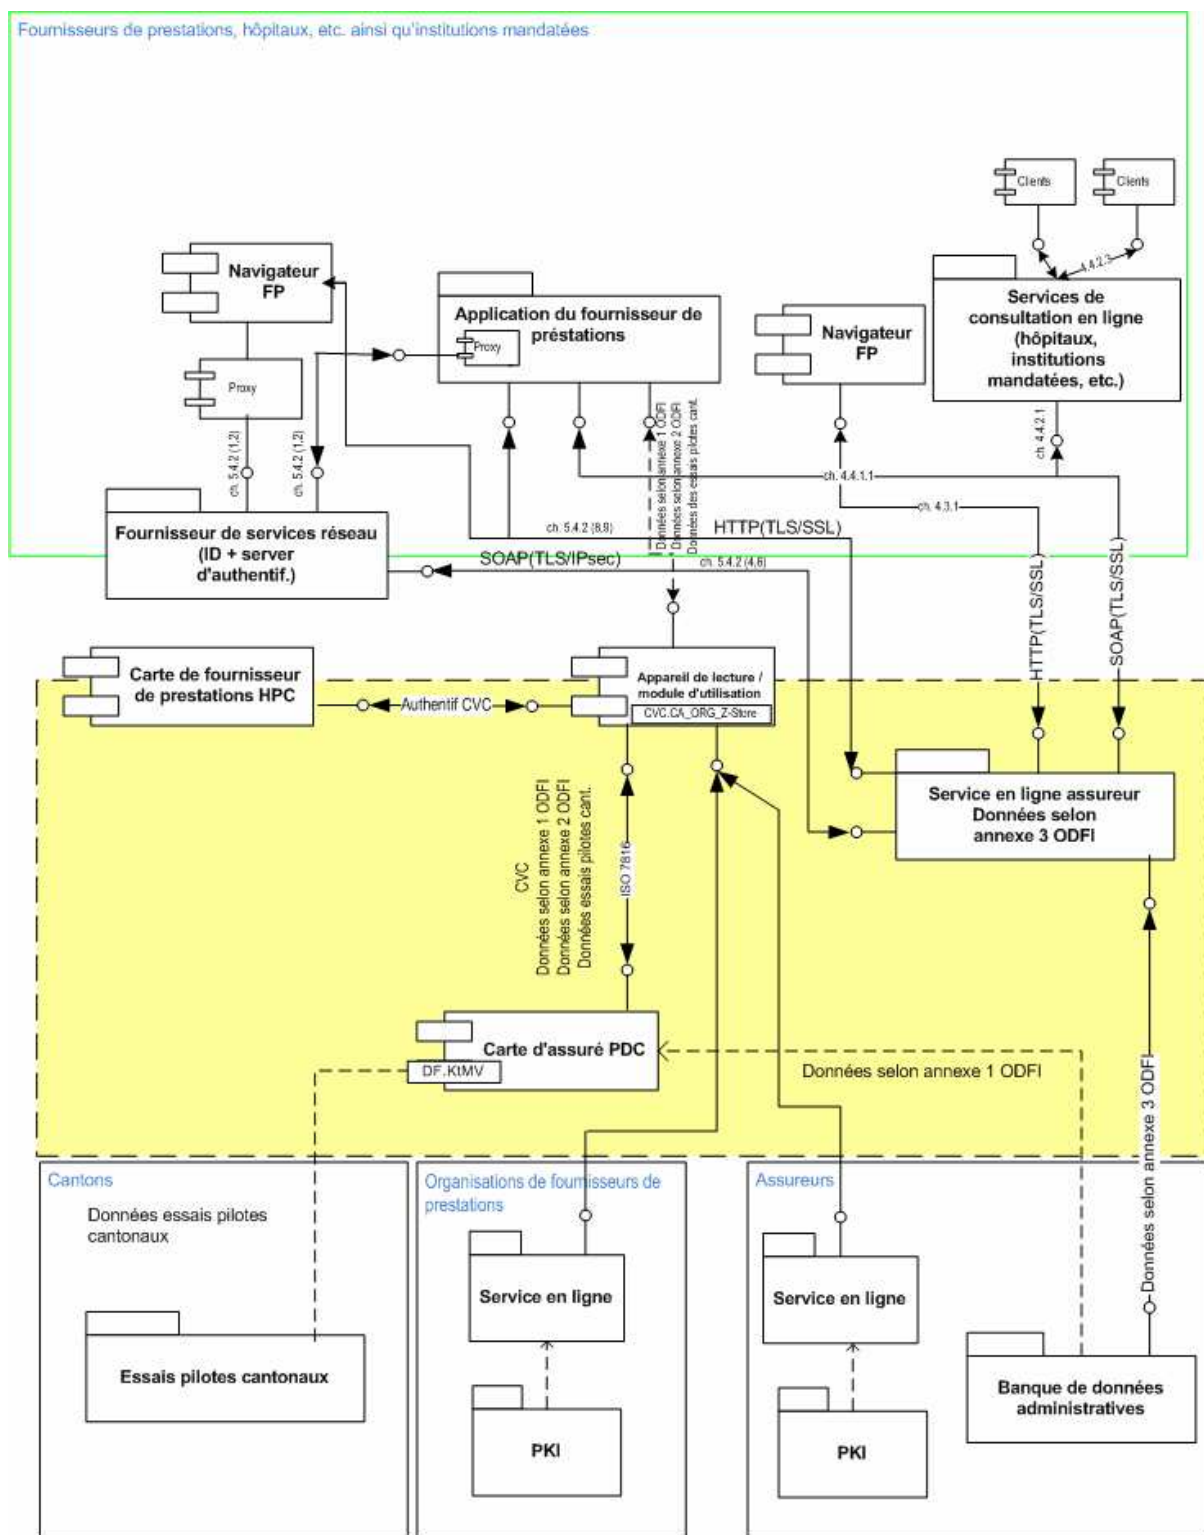 Fournisseurs de prestations, hôpitaux, etc. ainsi qu'institutions mandatées
Clients
Clients
4.4.2.3
Navigateur
FP
Application du fournisseur de
préstations
Proxy
Navigateur
FP
Services de
consultation en ligne
(hôpitaux,
institutions
mandatées, etc.)
Proxy
ch. 5.4.2 (1,2)
ch. 5.4.2 (1,2)
Données selon annexe 1 ODFI
Données selon annexe 2 ODFI
Données des essais pilotes cant.
ch. 4.4.2.1
ch. 4.4.1.1
ch. 4.3.1
Fournisseur de services réseau
(ID + server
d'authentif.)
ch. 5.4.2 (8,9)
HTTP(TLS/SSL)
SOAP(TLS/IPsec)
ch. 5.4.2 (4,6)
HTTP(TLS/SSL)
SOAP(TLS/SSL)
Carte de fournisseur
de prestations HPC
Authentif CVC
Appareil de lecture /
module d'utilisation
CVC.CA_ORG_Z-Store
Service en ligne assureur
Données selon
annexe 3 ODFI
CVC
Données selon annexe 1 ODFI
Données selon annexe 2 ODFI
Données essais pilotes cant.
ISO 7816
Carte d'assuré PDC
DF.KtMV
Données selon annexe 1 ODFI
Données selon annexe 3 ODFI
Cantons
Données essais pilotes
cantonaux
Essais pilotes cantonaux
Organisations de fournisseurs de
prestations
Service en ligne
PKI
Assureurs
Service en ligne
PKI
Banque de données
administratives